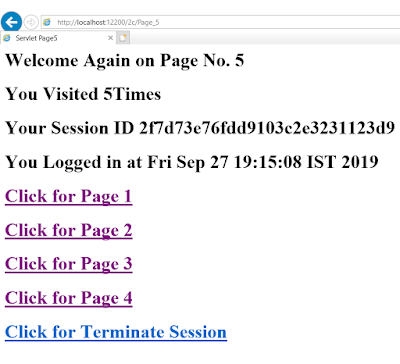 http://localhost:12200/2c/Page_5
Servlet Page5
Welcome Again on Page No. 5
You Visited 5Times
Your Session ID 2f7d73e76fdd9103c2e3231123d9
You Logged in at Fri Sep 27 19:15:08 IST 2019
Click for Page 1
Click for Page 2
Click for Page 3
Click for Page 4
Click for Terminate Session